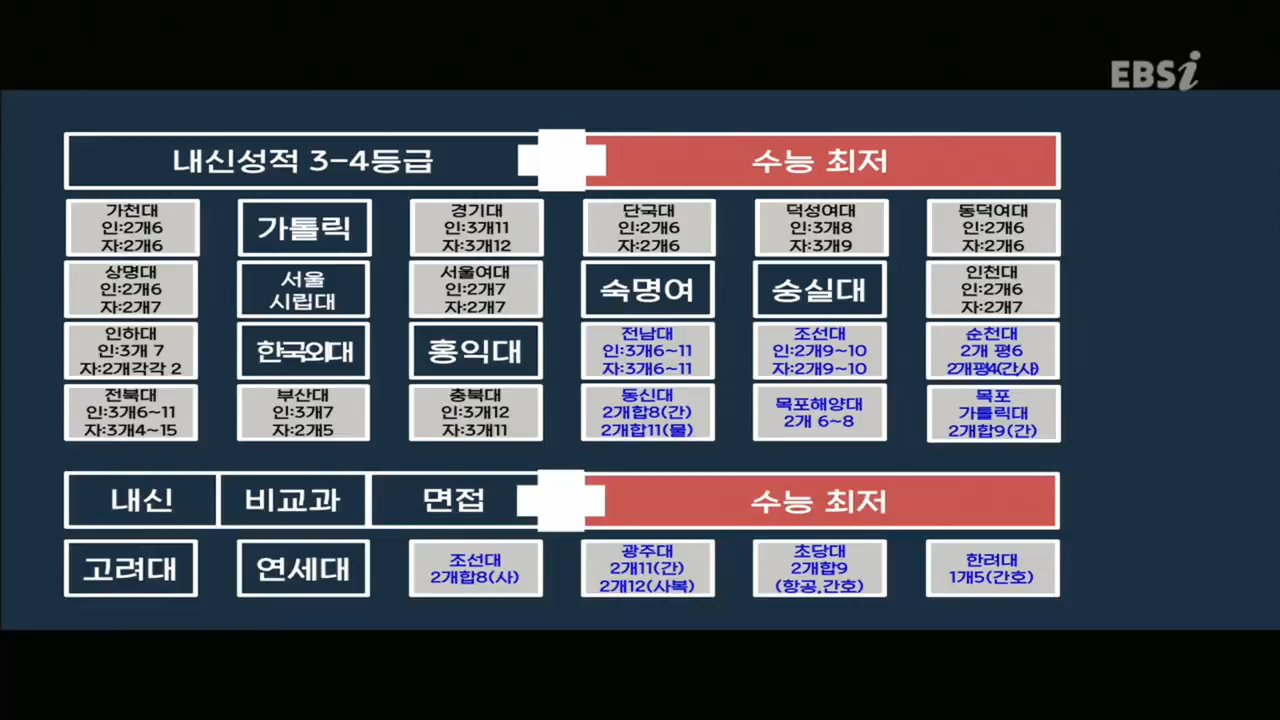 EBSi
내신성적 3-4등급
수능 최저
가천대
인:2개6
자:2개6
가톨릭
경기대
인:3개11
자:3개12
단국대
인:2개6
자:2개6
덕성여대
인:3개8
자:3개9
동덕여대
인:2개6
자:2개6
상명대
인:2개6
자:2개7
서울
시립대
서울여대
인:2개7
자:2개7
숙명여
숭실대
인천대
인:2개6
자:2개7
인하대
인:3개 7
자:2개각각 2
한국외대
홍익대
전남대
인:3개6~11
자:3개6~11
조선대
인:2개9~10
자:2개9~10
순천대
2개 평6
2개평4(간사)
전북대
인:3개6~11
자:3개4~15
부산대
인:3개7
자:2개5
충북대
인:3개12
자:3개11
동신대
2개합8(간)
2개합11(물)
목포해양대
2개 6~8
목포
가톨릭대
2개합9(간)
내신
비교과
면접
수능 최저
고려대
연세대
조선대
2개합8(사)
광주대
2개11(간)
2개12(사복)
초당대
2개합9
(항공,간호)
한려대
1개5(간호)